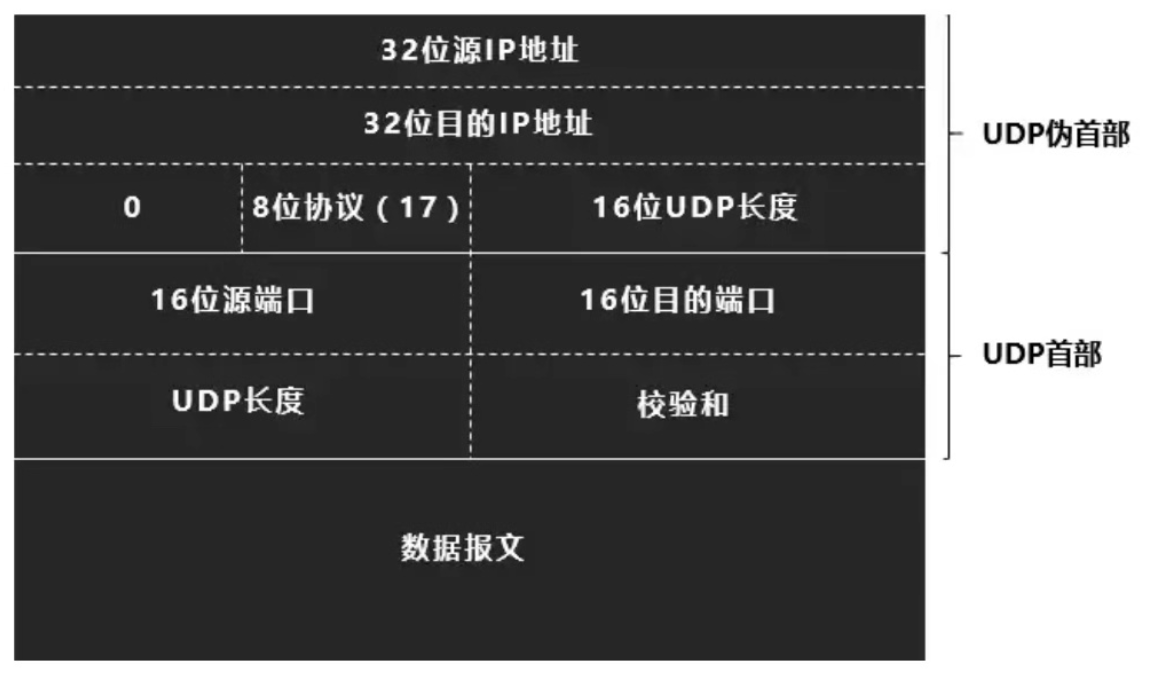 32位源IP地址
32位目的IP地址
UDP伪首部
0
8位协议（17）
16位UDP长度
16位源端口
16位目的端口
UDP首部
UDP长度
校验和
数据报文